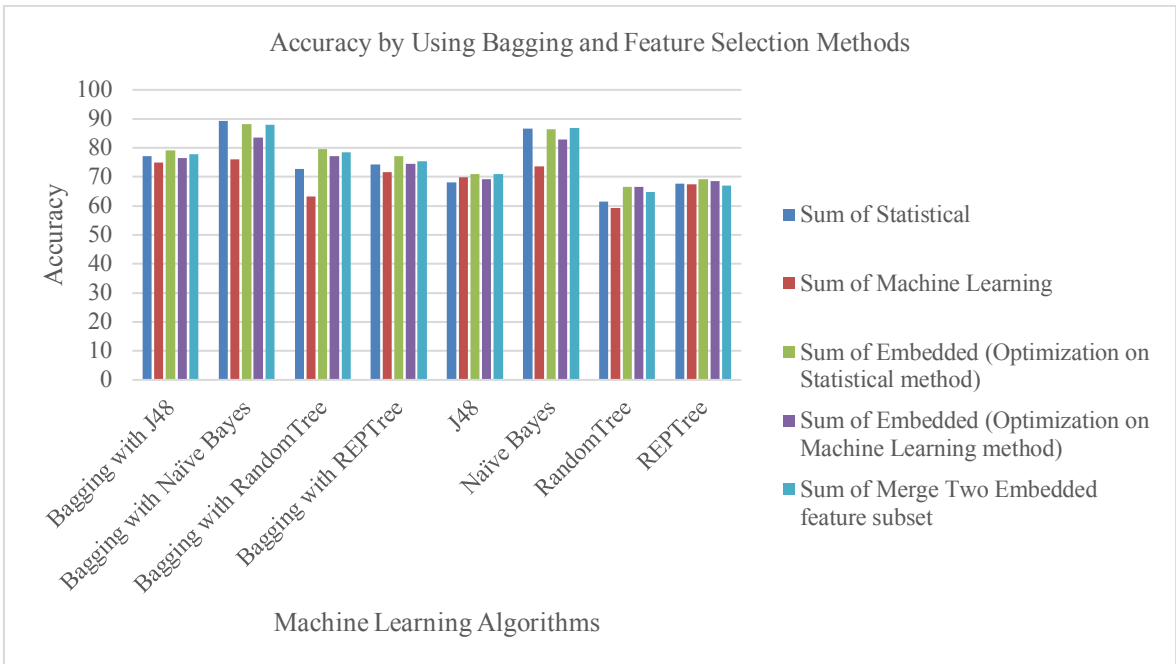 Accuracy by Using Bagging and Feature Selection Methods
Accuracy
100
90
80
70
60
50
40
30
20
10
0
Bagging with J48
Bagging with Naïve Bayes
Bagging with RandomTree
Bagging with REPTree
J48
Naïve Bayes
RandomTree
REPTree
Machine Learning Algorithms
Sum of Statistical
Sum of Machine Learning
Sum of Embedded (Optimization on
Statistical method)
Sum of Embedded (Optimization on
Machine Learning method)
Sum of Merge Two Embedded
feature subset